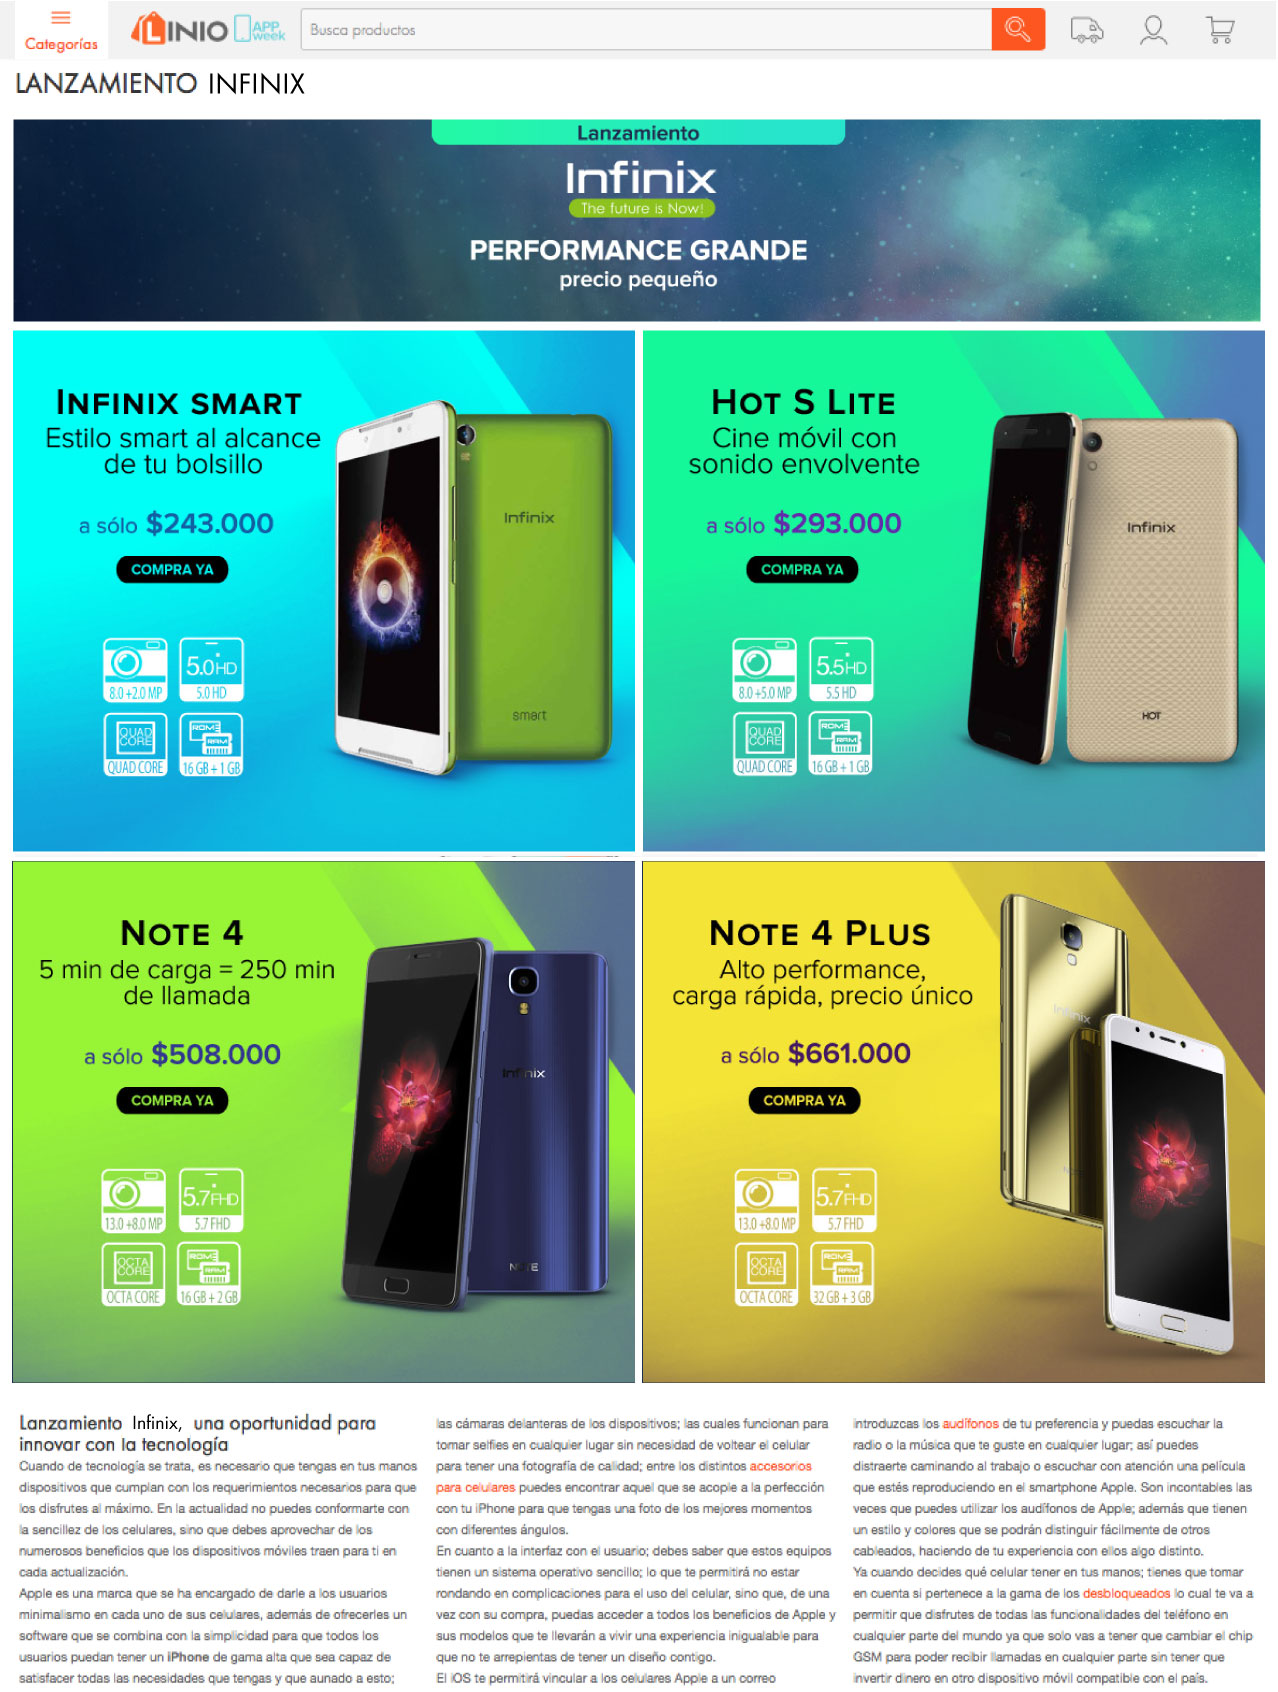 Categorías
LINIO APP week
Busca productos
LANZAMIENTO INFINIX
Lanzamiento
Infinix
The future is Now!
PERFORMANCE GRANDE
precio pequeño
INFINIX SMART
Estilo smart al alcance
de tu bolsillo
a sólo $243.000
COMPRA YA
5.0HD
8.0 +2.0 MP
5.0 HD
QUAD
CORE
ROM
RAM
QUAD CORE
16 GB + 1 GB
Infinix
smart
HOT S LITE
Cine móvil con
sonido envolvente
a sólo $293.000
COMPRA YA
5.5HD
8.0 +5.0 MP
5.5 HD
QUAD
CORE
ROM
RAM
QUAD CORE
16 GB + 1 GB
Infinix
HOT
NOTE 4
5 min de carga = 250 min
de llamada
a sólo $508.000
COMPRA YA
5.7FHD
13.0 +8.0 MP
5.7 FHD
OCTA
CORE
ROM
RAM
OCTA CORE
16 GB + 2 GB
Infinix
NOTE
NOTE 4 PLUS
Alto performance,
carga rápida, precio único
a sólo $661.000
COMPRA YA
5.7FHD
13.0 +8.0 MP
5.7 FHD
OCTA
CORE
ROM
RAM
OCTA CORE
32 GB + 3 GB
Infinix
Lanzamiento Infinix, una oportunidad para
innovar con la tecnología
Cuando de tecnología se trata, es necesario que tengas en tus manos
dispositivos que cumplan con los requerimientos necesarios para que
los disfrutes al máximo. En la actualidad no puedes conformarte con
la sencillez de los celulares, sino que debes aprovechar de los
numerosos beneficios que los dispositivos móviles traen para ti en
cada actualización.
Apple es una marca que se ha encargado de darle a los usuarios
minimalismo en cada uno de sus celulares, además de ofrecerles un
software que se combina con la simplicidad para que todos los
usuarios puedan tener un iPhone de gama alta que sea capaz de
satisfacer todas las necesidades que tengas y que aunado a esto;
las cámaras delanteras de los dispositivos; las cuales funcionan para
tomar selfies en cualquier lugar sin necesidad de voltear el celular
para tener una fotografía de calidad; entre los distintos accesorios
para celulares puedes encontrar aquel que se acople a la perfección
con tu iPhone para que tengas una foto de los mejores momentos
con diferentes ángulos.
En cuanto a la interfaz con el usuario; debes saber que estos equipos
tienen un sistema operativo sencillo; lo que te permitirá no estar
rondando en complicaciones para el uso del celular, sino que, de una
vez con su compra, puedas acceder a todos los beneficios de Apple y
sus modelos que te llevarán a vivir una experiencia inigualable para
que no te arrepientas de tener un diseño contigo.
El iOS te permitirá vincular a los celulares Apple a un correo
introduzcas los audífonos de tu preferencia y puedas escuchar la
radio o la música que te guste en cualquier lugar; así puedes
distraerte caminando al trabajo o escuchar con atención una película
que estés reproduciendo en el smartphone Apple. Son incontables las
veces que puedes utilizar los audífonos de Apple; además que tienen
un estilo y colores que se podrán distinguir fácilmente de otros
cableados, haciendo de tu experiencia con ellos algo distinto.
Ya cuando decides qué celular tener en tus manos; tienes que tomar
en cuenta si pertenece a la gama de los desbloqueados lo cual te va a
permitir que disfrutes de todas las funcionalidades del teléfono en
cualquier parte del mundo ya que solo vas a tener que cambiar el chip
GSM para poder recibir llamadas en cualquier parte sin tener que
invertir dinero en otro dispositivo móvil compatible con el país.